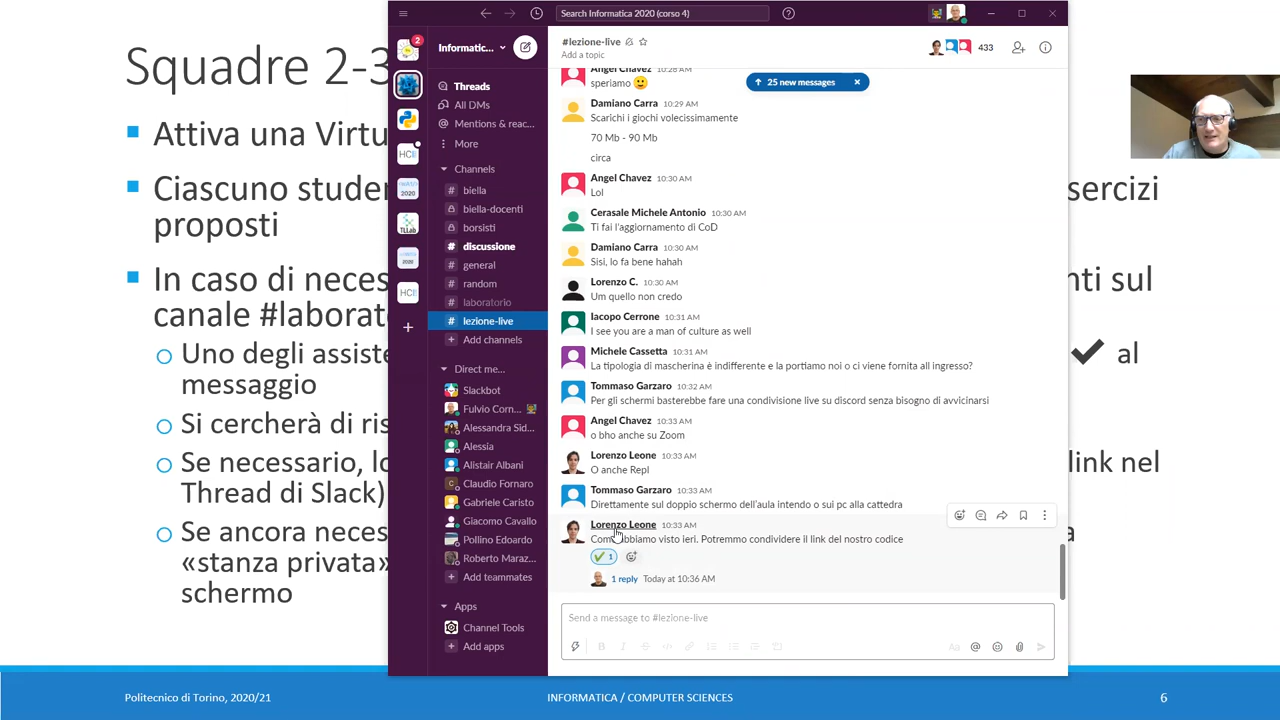 Squadre 2-3
Attiva una Virtu
Ciascuno studen
sercizi
proposti
In caso di neces
nti sul
canale #laborato
Uno degli assiste
al
messaggio
Si cercherà di ris
Se necessario, lo
link nel
Thread di Slack)
Se ancora neces
a
«stanza privata»
schermo
Politecnico di Torino, 2020/21
INFORMATICA / COMPUTER SCIENCES
6
Search Informatica 2020 (corso 4)
2
HCI
2020
TLLab
2020
HCI
Informatic...
Threads
All DMs
Mentions & reac...
More
Channels
biella
biella-docenti
borsisti
discussione
general
random
laboratorio
lezione-live
Add channels
Direct me...
Slackbot
Fulvio Corn...
Alessandra Sid...
Alessia
Alistair Albani
Claudio Fornaro
Gabriele Caristo
Giacomo Cavallo
Pollino Edoardo
Roberto Maraz...
Add teammates
Apps
Channel Tools
Add apps
#lezione-live
433
Add a topic
25 new messages
Angel Chavez 10:28 AM
speriamo 🙂
Damiano Carra 10:29 AM
Scarichi i giochi volecissimamente
70 Mb - 90 Mb
circa
Angel Chavez 10:30 AM
Lol
Cerasale Michele Antonio 10:30 AM
Ti fai l'aggiornamento di CoD
Damiano Carra 10:30 AM
Sisi, lo fa bene hahah
Lorenzo C. 10:30 AM
Um quello non credo
Iacopo Cerrone 10:31 AM
I see you are a man of culture as well
Michele Cassetta 10:31 AM
La tipologia di mascherina è indifferente e la portiamo noi o ci viene fornita all ingresso?
Tommaso Garzaro 10:32 AM
Per gli schermi basterebbe fare una condivisione live su discord senza bisogno di avvicinarsi
Angel Chavez 10:33 AM
o bho anche su Zoom
Lorenzo Leone 10:33 AM
O anche Repl
Tommaso Garzaro 10:33 AM
Direttamente sul doppio schermo dell'aula intendo o sui pc alla cattedra
Lorenzo Leone 10:33 AM
Com bbiamo visto ieri. Potremmo condividere il link del nostro codice
1
1 reply Today at 10:36 AM
Send a message to #lezione-live